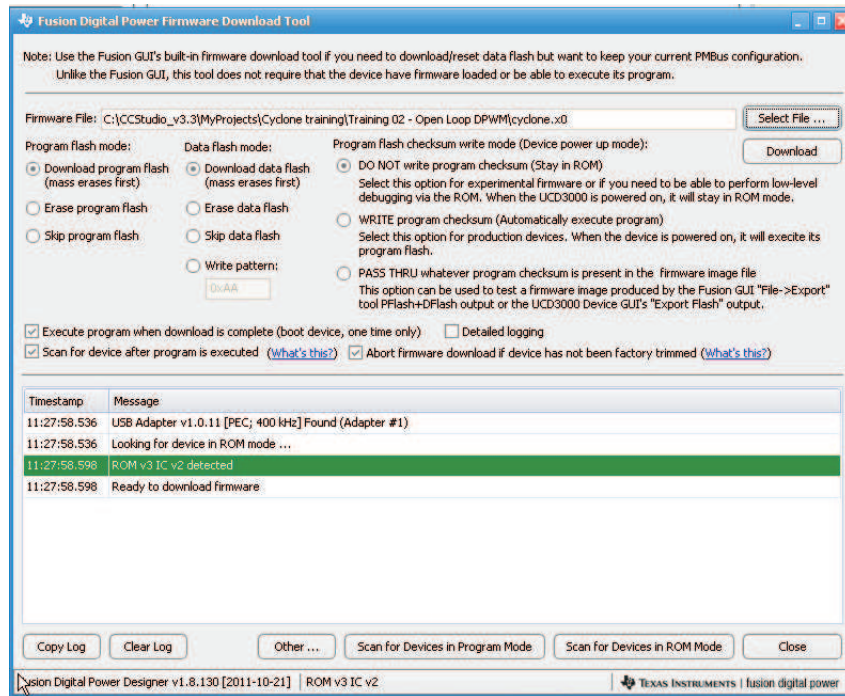 Fusion Digital Power Firmware Download Tool
Note: Use the Fusion GUI's built-in firmware download tool if you need to download/reset data flash but want to keep your current PMBus configuration.
Unlike the Fusion GUI, this tool does not require that the device have firmware loaded or be able to execute its program.
Firmware File: C:\CCStudio_v3.3\MyProjects\Cyclone training\Training 02 - Open Loop DPWM\cyclone.x0
Select File ...
Program flash mode:
Download program flash
(mass erases first)
Erase program flash
Skip program flash
Data flash mode:
Download data flash
(mass erases first)
Erase data flash
Skip data flash
Write pattern:
0xAA
Program flash checksum write mode (Device power up mode):
DO NOT write program checksum (Stay in ROM)
Select this option for experimental firmware or if you need to be able to perform low-level
debugging via the ROM. When the UCD3000 is powered on, it will stay in ROM mode.
WRITE program checksum (Automatically execute program)
Select this option for production devices. When the device is powered on, it will execite its
program flash.
PASS THRU whatever program checksum is present in the firmware image file
This option can be used to test a firmware image produced by the Fusion GUI "File->Export"
tool PFlash+DFlash output or the UCD3000 Device GUI's "Export Flash" output.
Download
Execute program when download is complete (boot device, one time only)
Detailed logging
Scan for device after program is executed (What's this?)
Abort firmware download if device has not been factory trimmed (What's this?)
Timestamp Message
11:27:58.536 USB Adapter v1.0.11 [PEC; 400 kHz] Found (Adapter #1)
11:27:58.536 Looking for device in ROM mode ...
11:27:58.598 ROM v3 IC v2 detected
11:27:58.598 Ready to download firmware
Copy Log
Clear Log
Other ...
Scan for Devices in Program Mode
Scan for Devices in ROM Mode
Close
Fusion Digital Power Designer v1.8.130 [2011-10-21]
ROM v3 IC v2
TEXAS INSTRUMENTS | fusion digital power